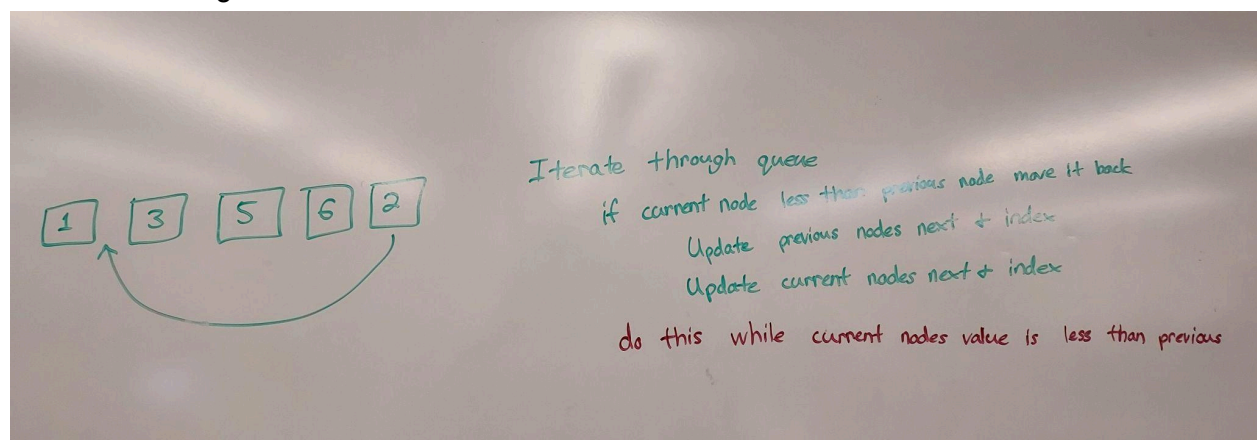 1 3 5 6 2
Iterate through queue
if current node less than previous node move it back
Update previous nodes next & index
Update current nodes next & index
do this while current nodes value is less than previous